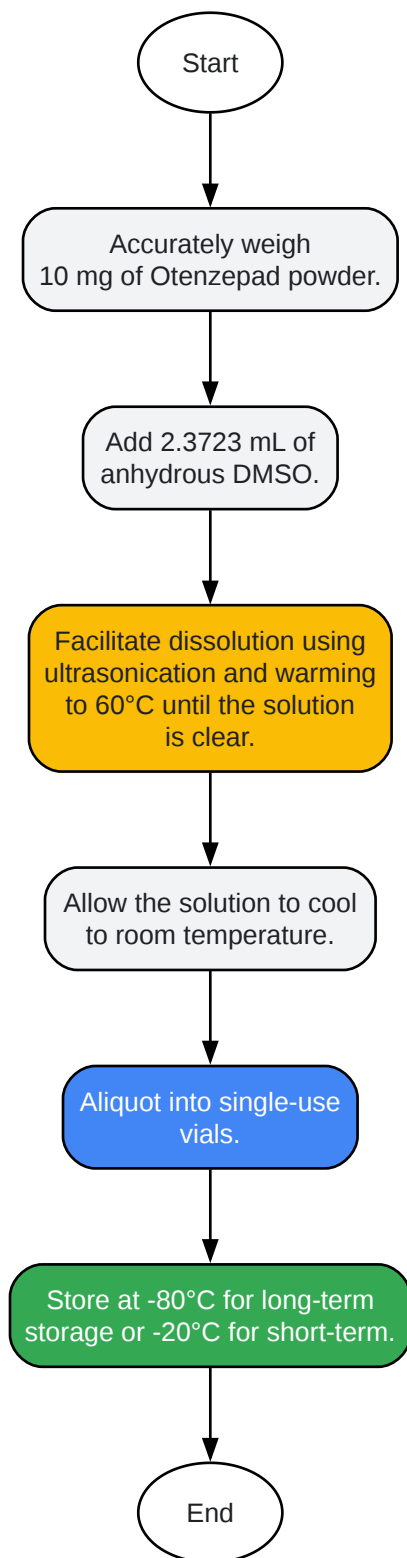 Start
Accurately weigh
10 mg of Otenzepad powder.
Add 2.3723 mL of
anhydrous DMSO.
Facilitate dissolution using
ultrasonication and warming
to 60°C until the solution
is clear.
Allow the solution to cool
to room temperature.
Aliquot into single-use
vials.
Store at -80°C for long-term
storage or -20°C for short-term.
End